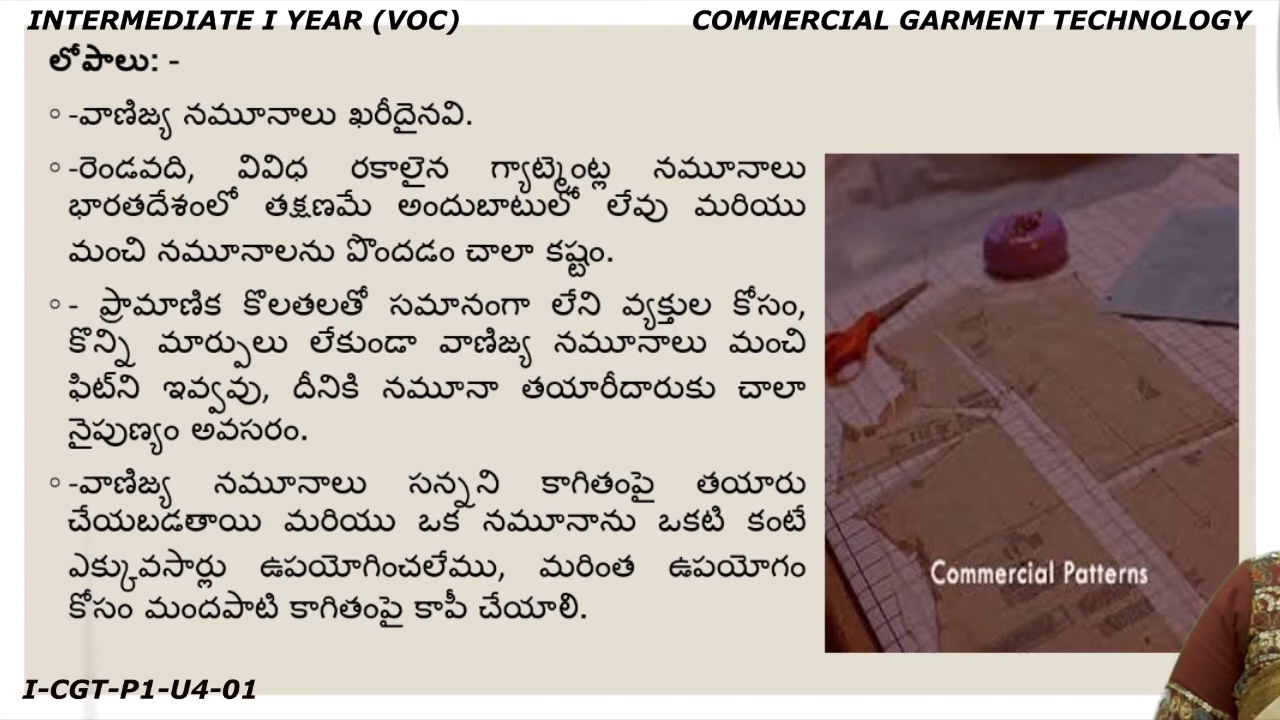 INTERMEDIATE I YEAR (VOC)
COMMERCIAL GARMENT TECHNOLOGY
లోపాలు: -
-వాణిజ్య నమూనాలు ఖరీదైనవి.
-రెండవది, వివిధ రకాలైన గ్యాట్మెంట్ల నమూనాలు
భారతదేశంలో తక్షణమే అందుబాటులో లేవు మరియు
మంచి నమూనాలను పొందడం చాలా కష్టం.
- ప్రామాణిక కొలతలతో సమానంగా లేని వ్యక్తుల కోసం,
కొన్ని మార్పులు లేకుండా వాణిజ్య నమూనాలు మంచి
ఫిట్‌ని ఇవ్వవు, దీనికి నమూనా తయారీదారుకు చాలా
నైపుణ్యం అవసరం.
-వాణిజ్య నమూనాలు సన్నని కాగితంపై తయారు
చేయబడతాయి మరియు ఒక నమూనాను ఒకటి కంటే
ఎక్కువసార్లు ఉపయోగించలేము, మరింత ఉపయోగం
కోసం మందపాటి కాగితంపై కాపీ చేయాలి.
Commercial Patterns
I-CGT-P1-U4-01